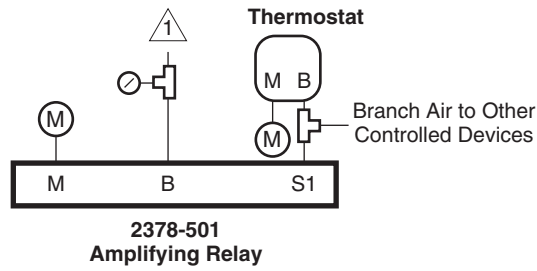 Thermostat
1
M B
M
M
Branch Air to Other
Controlled Devices
M B S1
2378-501
Amplifying Relay